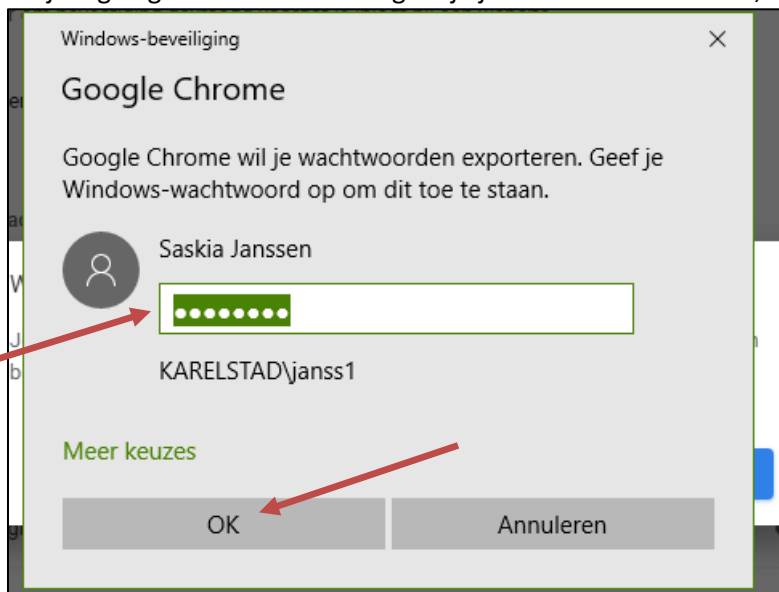 Windows-beveiliging
Google Chrome
Google Chrome wil je wachtwoorden exporteren. Geef je
Windows-wachtwoord op om dit toe te staan.
Saskia Janssen
••••••••
KARELSTAD\janss1
Meer keuzes
OK
Annuleren